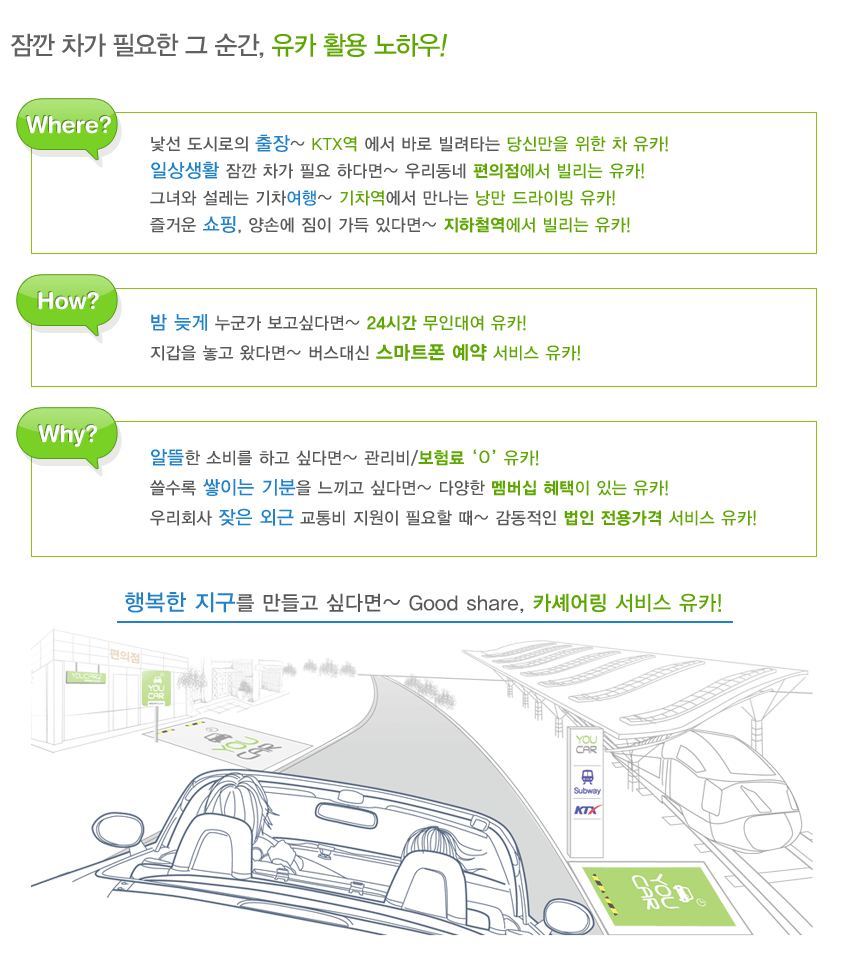 잠깐 차가 필요한 그 순간, 유카 활용 노하우!
Where?
낯선 도시로의 출장~ KTX역 에서 바로 빌려타는 당신만을 위한 차 유카!
일상생활 잠깐 차가 필요 하다면~ 우리동네 편의점에서 빌리는 유카!
그녀와 설레는 기차여행~ 기차역에서 만나는 낭만 드라이빙 유카!
즐거운 쇼핑, 양손에 짐이 가득 있다면~ 지하철역에서 빌리는 유카!
How?
밤 늦게 누군가 보고싶다면~ 24시간 무인대여 유카!
지갑을 놓고 왔다면~ 버스대신 스마트폰 예약 서비스 유카!
Why?
알뜰한 소비를 하고 싶다면~ 관리비/보험료 ‘0’ 유카!
쓸수록 쌓이는 기분을 느끼고 싶다면~ 다양한 멤버십 혜택이 있는 유카!
우리회사 잦은 외근 교통비 지원이 필요할 때~ 감동적인 법인 전용가격 서비스 유카!
행복한 지구를 만들고 싶다면~ Good share, 카셰어링 서비스 유카!
편의점
YOUCAR
YOU
CAR
YOU
CAR
YOU
CAR
Subway
KTX